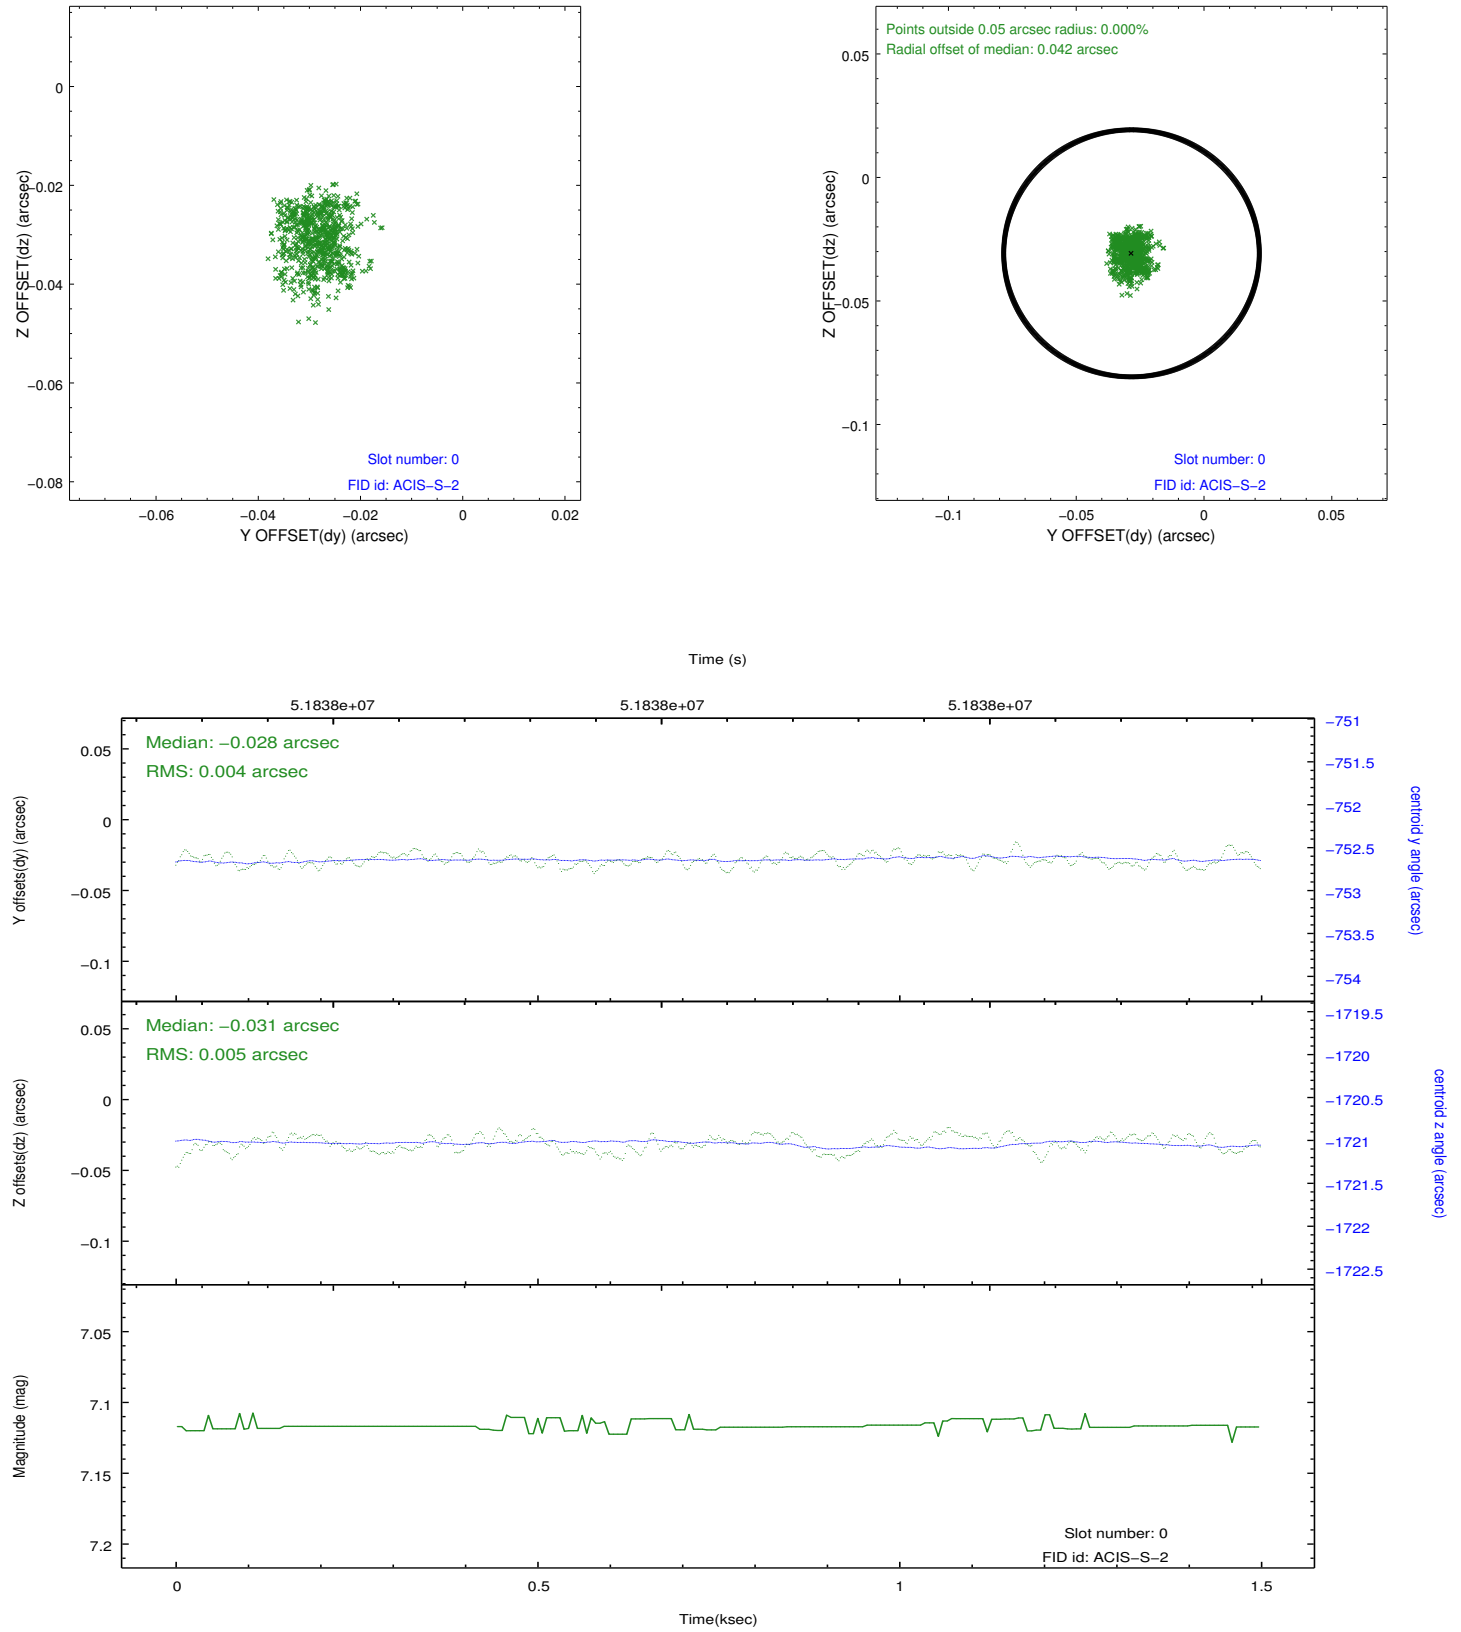 0
−0.02
−0.04
−0.06
−0.08
Z OFFSET(dz) (arcsec)
Slot number: 0
FID id: ACIS−S−2
−0.06
−0.04
−0.02
0
0.02
Y OFFSET(dy) (arcsec)
Points outside 0.05 arcsec radius: 0.000%
Radial offset of median: 0.042 arcsec
0.05
0
−0.05
−0.1
Z OFFSET(dz) (arcsec)
Slot number: 0
FID id: ACIS−S−2
−0.1
−0.05
0
0.05
Y OFFSET(dy) (arcsec)
Time (s)
5.1838e+07
5.1838e+07
5.1838e+07
Median: −0.028 arcsec
RMS: 0.004 arcsec
0.05
0
−0.05
−0.1
Y offsets(dy) (arcsec)
−751
−751.5
−752
−752.5
−753
−753.5
−754
centroid y angle (arcsec)
Median: −0.031 arcsec
RMS: 0.005 arcsec
0.05
0
−0.05
−0.1
Z offsets(dz) (arcsec)
−1719.5
−1720
−1720.5
−1721
−1721.5
−1722
−1722.5
centroid z angle (arcsec)
7.05
7.1
7.15
7.2
Magnitude (mag)
Slot number: 0
FID id: ACIS−S−2
0
0.5
1
1.5
Time(ksec)